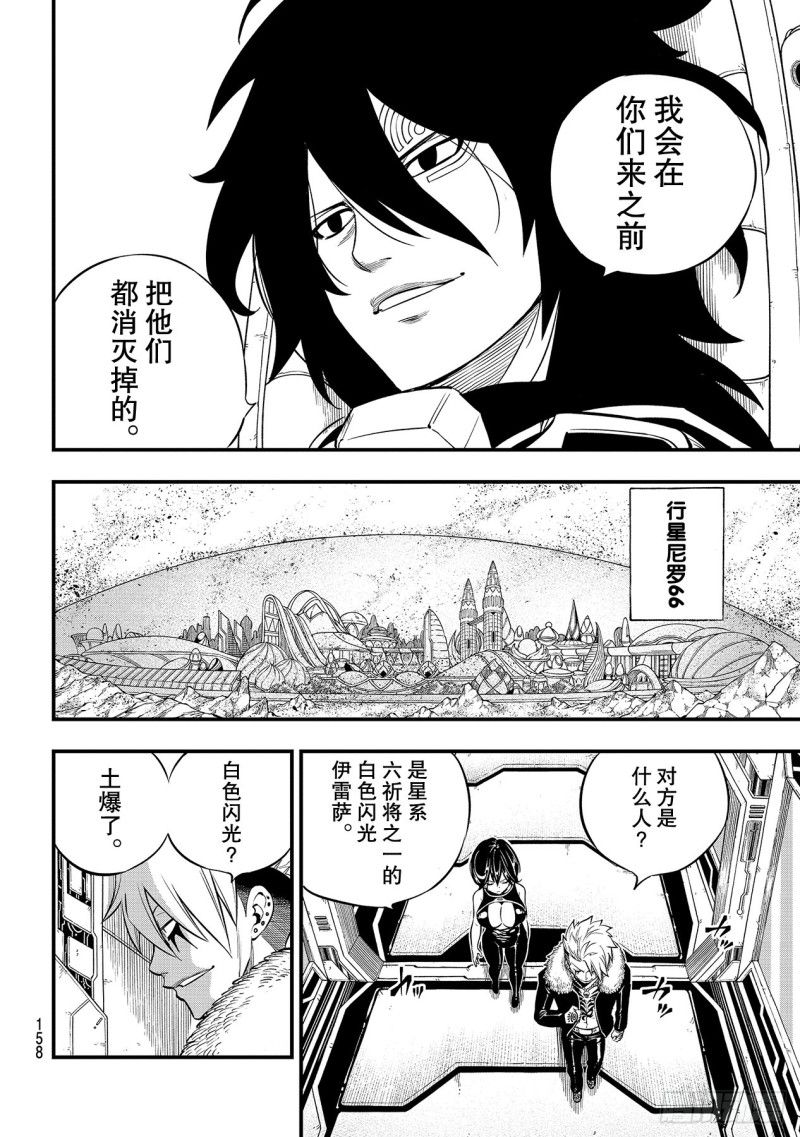 我会在
你们来之前
把他们
都消灭掉的。
行星尼罗66
对方是
什么人?
是星系
六祈将之一的
白色闪光
伊雷萨。
白色闪光?
土爆了。
158